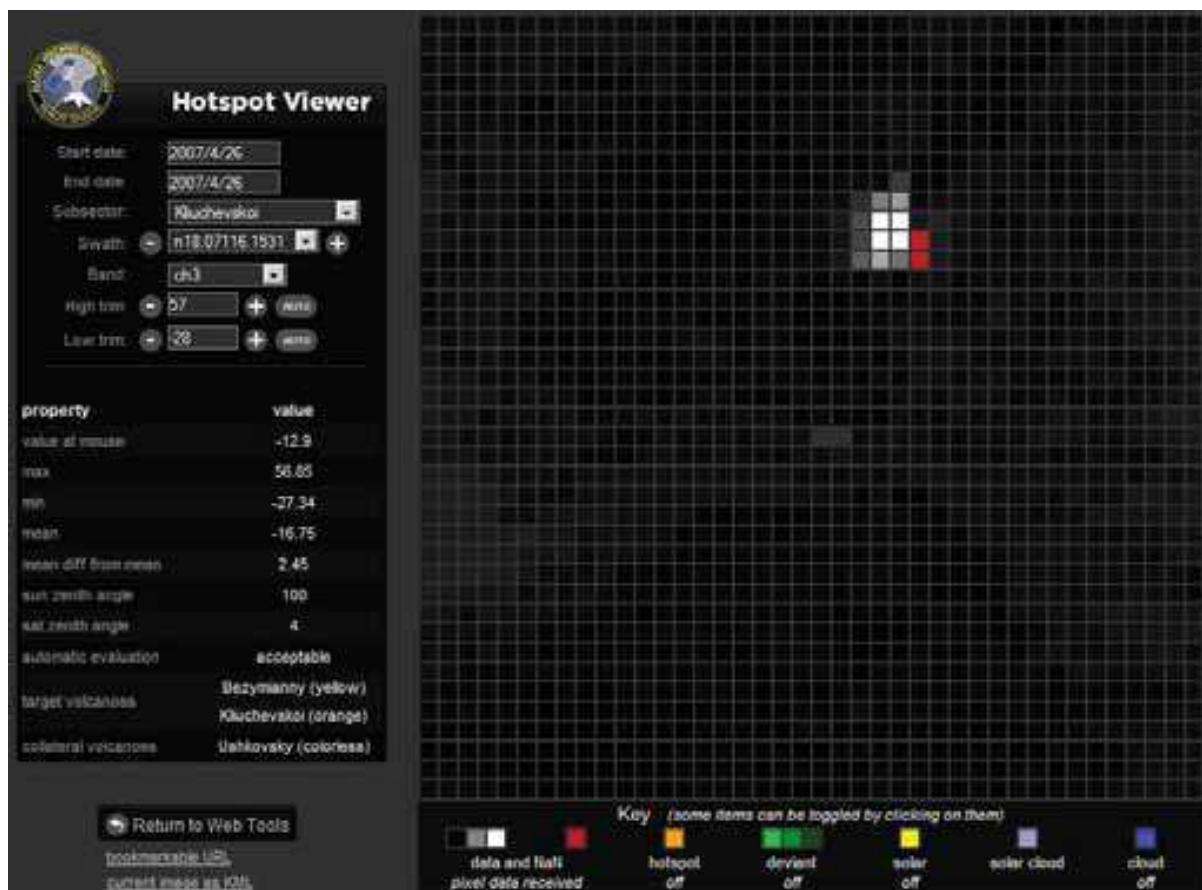 Hotspot Viewer
Start date: 2007/4/26
End date 2007/4/26
Subsector: Kliuchevskoi
Swath: n18.07116.1531
Band: ch3
High trim 57 AUTO
Low trim: -28 AUTO
property value
value at mouse -12.9
max 56.85
min -27.34
mean -16.75
mean diff from mean 2.45
sun zenith angle 100
sat zenith angle 4
automatic evaluation acceptable
target volcanoes Bezymianny (yellow)
Kliuchevskoi (orange)
collateral volcanoes Ushkovsky (colorless)
Return to Web Tools
bookmarkable URL
current image as KML
Key (some items can be toggled by clicking on them)
data and NaN hotspot deviant solar solar cloud cloud
pixel data received off off off off